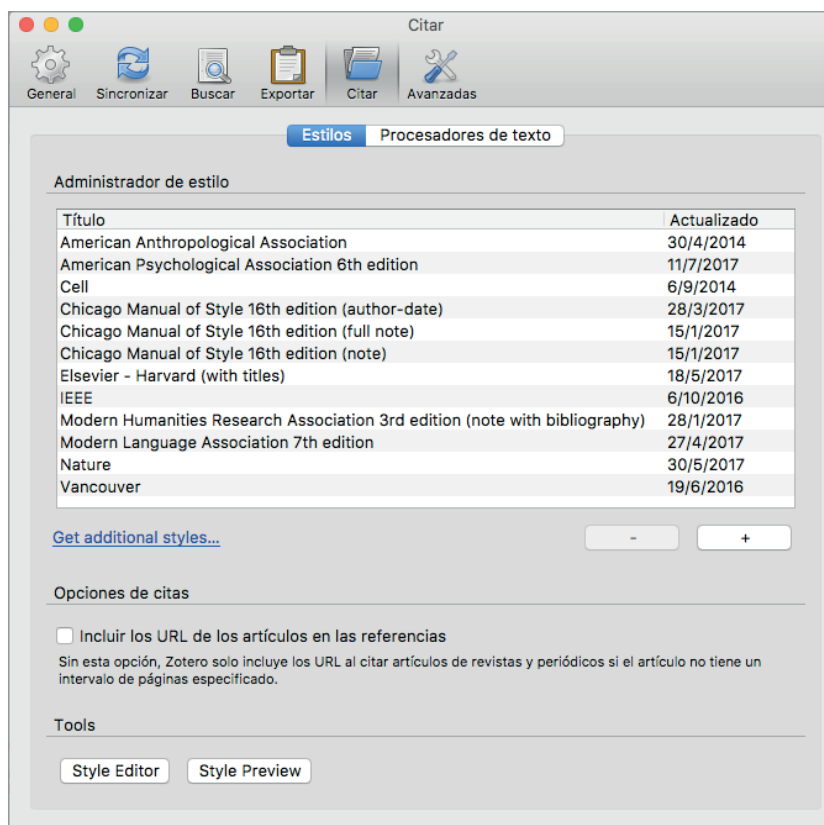 Citar
General Sincronizar Buscar Exportar Citar Avanzadas
Estilos Procesadores de texto
Administrador de estilo
Título Actualizado
American Anthropological Association 30/4/2014
American Psychological Association 6th edition 11/7/2017
Cell 6/9/2014
Chicago Manual of Style 16th edition (author-date) 28/3/2017
Chicago Manual of Style 16th edition (full note) 15/1/2017
Chicago Manual of Style 16th edition (note) 15/1/2017
Elsevier - Harvard (with titles) 18/5/2017
IEEE 6/10/2016
Modern Humanities Research Association 3rd edition (note with bibliography) 28/1/2017
Modern Language Association 7th edition 27/4/2017
Nature 30/5/2017
Vancouver 19/6/2016
Get additional styles... - +
Opciones de citas
Incluir los URL de los artículos en las referencias
Sin esta opción, Zotero solo incluye los URL al citar artículos de revistas y periódicos si el artículo no tiene un
intervalo de páginas especificado.
Tools
Style Editor Style Preview